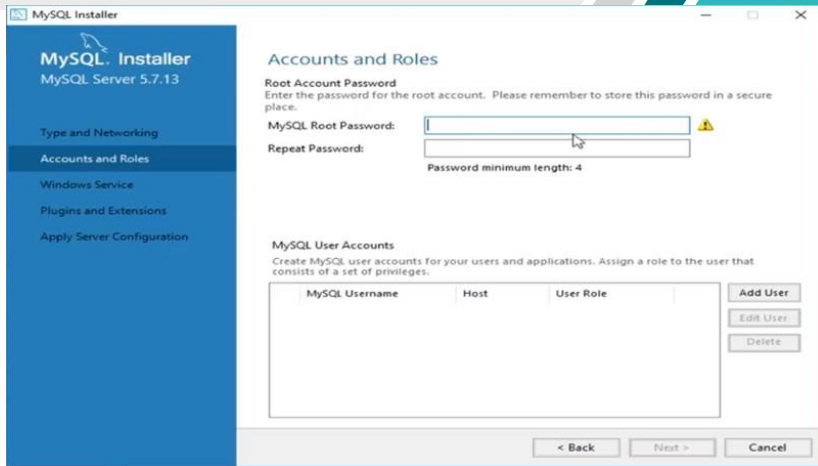 MySQL Installer
MySQL. Installer
MySQL Server 5.7.13
Type and Networking
Accounts and Roles
Windows Service
Plugins and Extensions
Apply Server Configuration
Accounts and Roles
Root Account Password
Enter the password for the root account. Please remember to store this password in a secure
place.
MySQL Root Password:
Repeat Password:
Password minimum length: 4
MySQL User Accounts
Create MySQL user accounts for your users and applications. Assign a role to the user that
consists of a set of privileges.
MySQL Username Host User Role
Add User
Edit User
Delete
< Back Next > Cancel